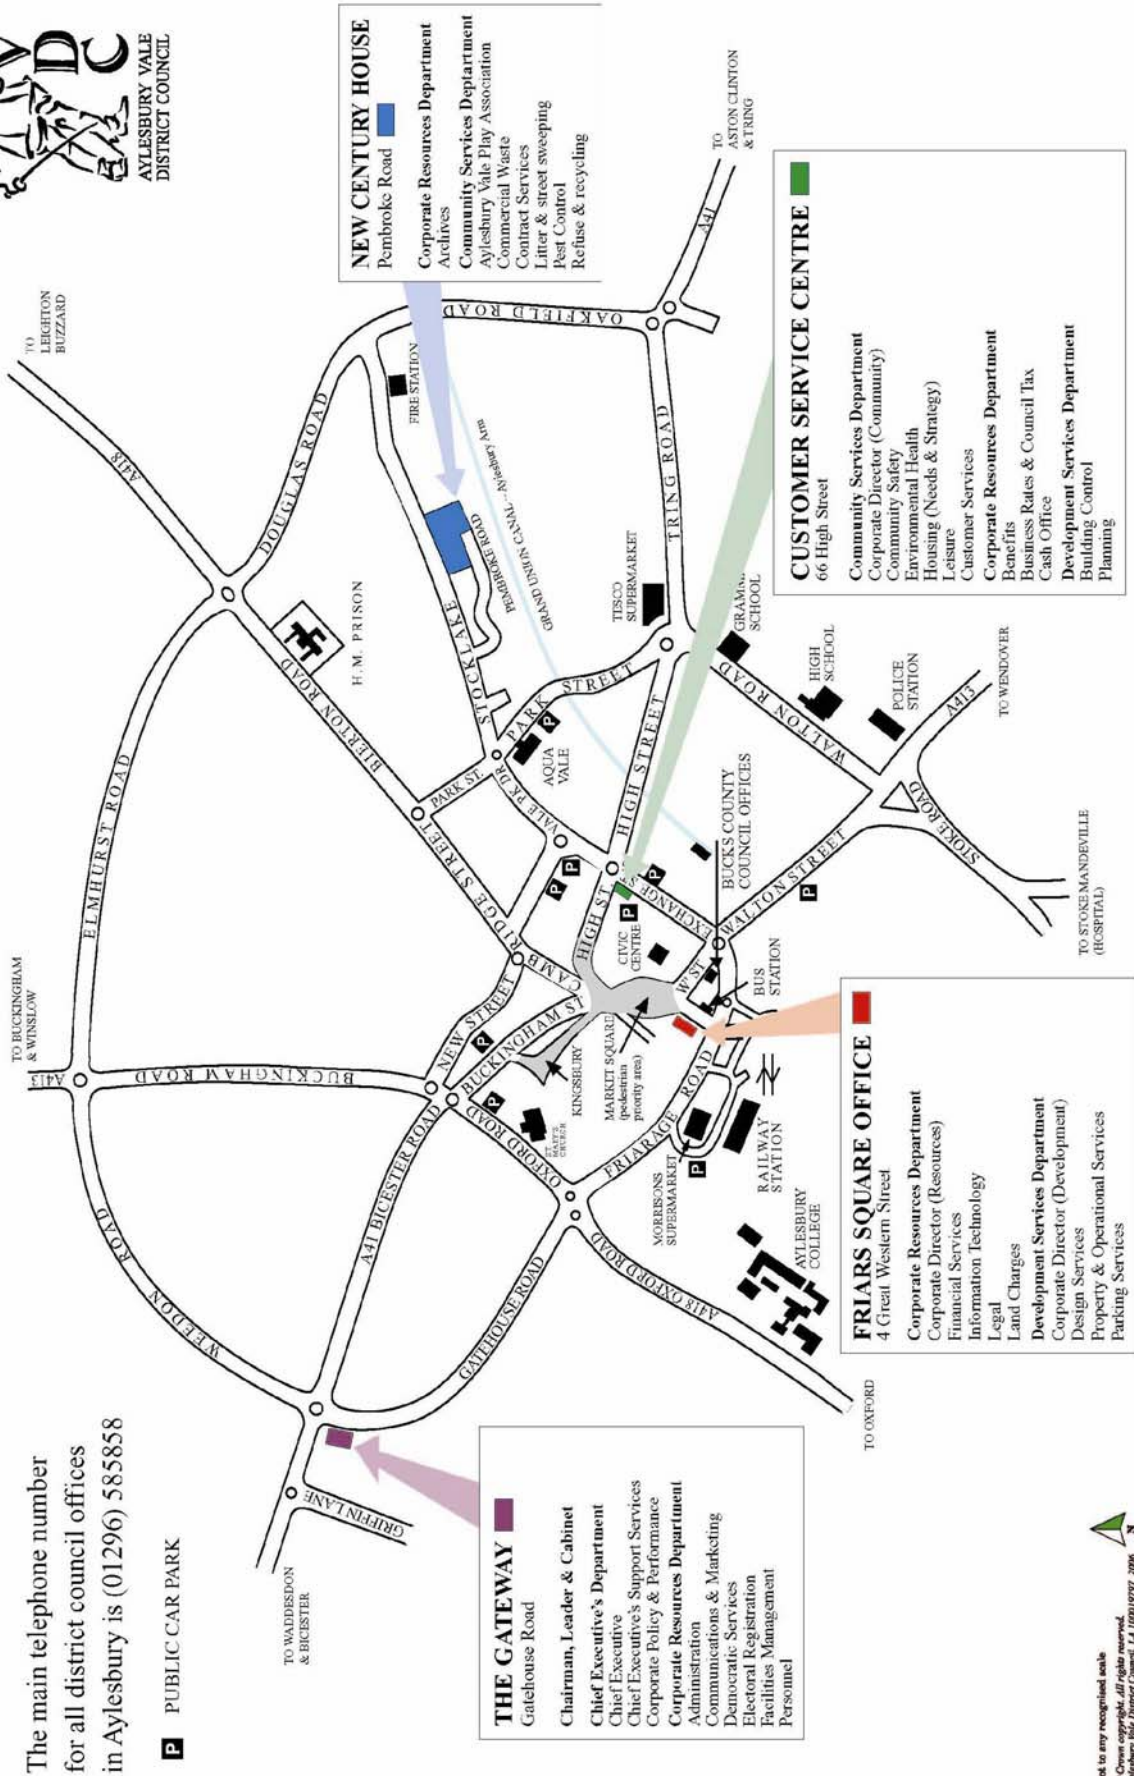 The main telephone number
for all district council offices
in Aylesbury is (01296) 585858
P PUBLIC CAR PARK
D
C
AYLESBURY VALE
DISTRICT COUNCIL
NEW CENTURY HOUSE
Pembroke Road
Corporate Resources Department
Archives
Community Services Deptartment
Aylesbury Vale Play Association
Commercial Waste
Contract Services
Litter & street sweeping
Pest Control
Refuse & recycling
CUSTOMER SERVICE CENTRE
66 High Street
Community Services Department
Corporate Director (Community)
Community Safety
Environmental Health
Housing (Needs & Strategy)
Leisure
Customer Services
Corporate Resources Department
Benefits
Business Rates & Council Tax
Cash Office
Development Services Department
Building Control
Planning
FRIARS SQUARE OFFICE
4 Great Western Street
Corporate Resources Department
Corporate Director (Resources)
Financial Services
Information Technology
Legal
Land Charges
Development Services Department
Corporate Director (Development)
Design Services
Property & Operational Services
Parking Services
THE GATEWAY
Gatehouse Road
Chairman, Leader & Cabinet
Chief Executive's Department
Chief Executive
Chief Executive's Support Services
Corporate Policy & Performance
Corporate Resources Department
Administration
Communications & Marketing
Democratic Services
Electoral Registration
Facilities Management
Personnel
TO WADDESDON
& BICESTER
GRIFFIN LANE
WEEDON ROAD
A41 BICESTER ROAD
GATEHOUSE ROAD
TO BUCKINGHAM
& WINSLOW
A413
BUCKINGHAM ROAD
ELMHURST ROAD
TO
LEIGHTON
BUZZARD
A418
DOUGLAS ROAD
BIERTON ROAD
H.M. PRISON
OAKFIELD ROAD
FIRE STATION
STOCKLAKE
PEMBROKE ROAD
GRAND UNION CANAL - Aylesbury Arm
PARK ST.
PARK STREET
AQUA
VALE
P
VALE PK DR
TESCO
SUPERMARKET
TRING ROAD
A41
TO
ASTON CLINTON
& TRING
NEW STREET
CAMBRIDGE STREET
BUCKINGHAM ST
P
P
P
P
OXFORD ROAD
ST
MARY'S
CHURCH
KINGSBURY
MARKET SQUARE
(pedestrian
priority area)
HIGH ST.
HIGH STREET
CIVIC
CENTRE
P
P
EXCHANGE ST.
BUCKS COUNTY
COUNCIL OFFICES
BUS
STATION
FRIARAGE ROAD
MORRISONS
SUPERMARKET
P
RAILWAY
STATION
AYLESBURY
COLLEGE
A418 OXFORD ROAD
TO OXFORD
WALTON STREET
P
WALTON ROAD
SCHOOL
HIGH
SCHOOL
POLICE
STATION
A413
TO WENDOVER
STOKE ROAD
TO STOKE MANDEVILLE
(HOSPITAL)
to any recognised scale
Crown copyright. All rights reserved.
N